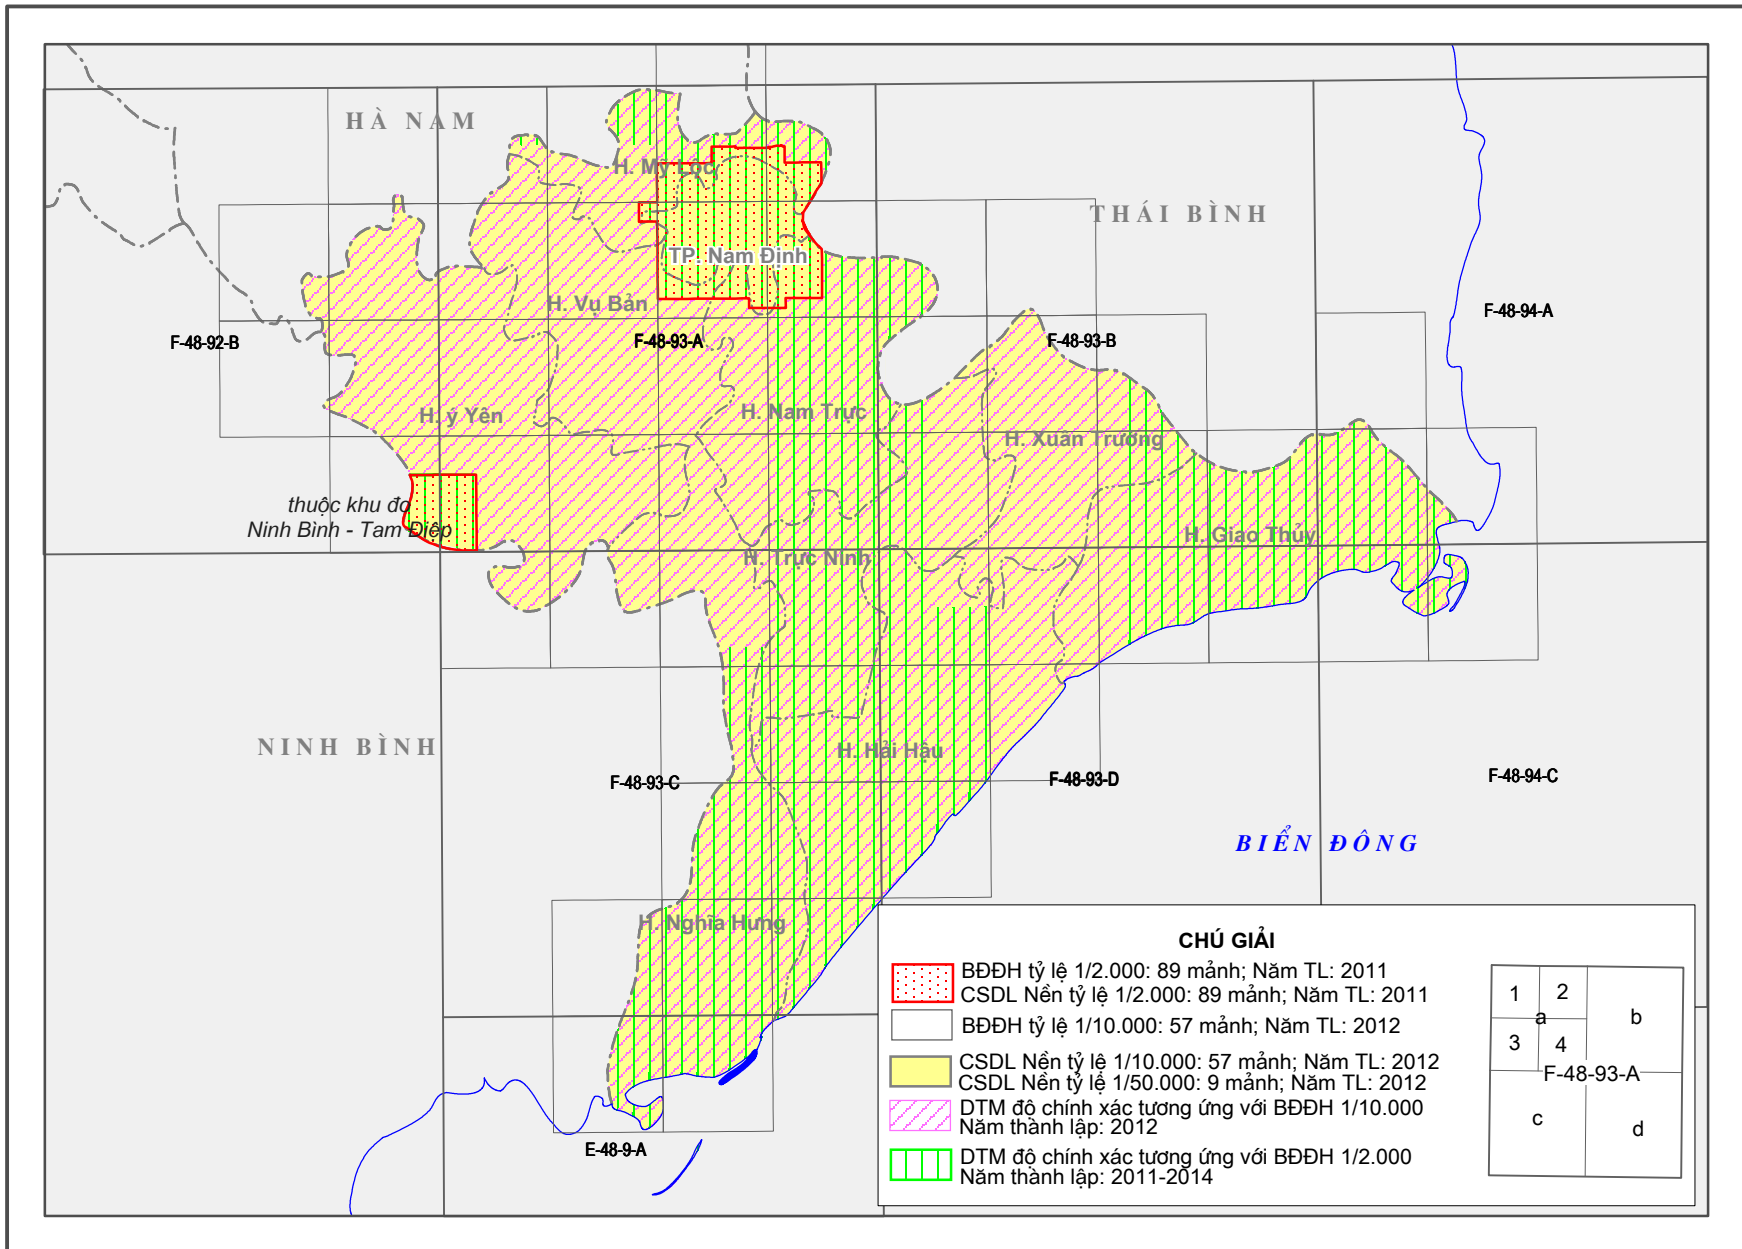 HÀ NAM
H. Mỹ Lộc
THÁI BÌNH
TP. Nam Định
H. Vụ Bản
F-48-94-A
F-48-92-B
F-48-93-A
F-48-93-B
H. ý Yên
H. Nam Trực
H. Xuân Trường
thuộc khu đo
Ninh Bình - Tam Điệp
H. Giao Thủy
H. Trực Ninh
NINH BÌNH
H. Hải Hậu
F-48-93-C
F-48-93-D
F-48-94-C
BIỂN ĐÔNG
H. Nghĩa Hưng
E-48-9-A
CHÚ GIẢI
BĐĐH tỷ lệ 1/2.000: 89 mảnh; Năm TL: 2011
CSDL Nền tỷ lệ 1/2.000: 89 mảnh; Năm TL: 2011
BĐĐH tỷ lệ 1/10.000: 57 mảnh; Năm TL: 2012
CSDL Nền tỷ lệ 1/10.000: 57 mảnh; Năm TL: 2012
CSDL Nền tỷ lệ 1/50.000: 9 mảnh; Năm TL: 2012
DTM độ chính xác tương ứng với BĐĐH 1/10.000
Năm thành lập: 2012
DTM độ chính xác tương ứng với BĐĐH 1/2.000
Năm thành lập: 2011-2014
1 2
a b
3 4
F-48-93-A
c d